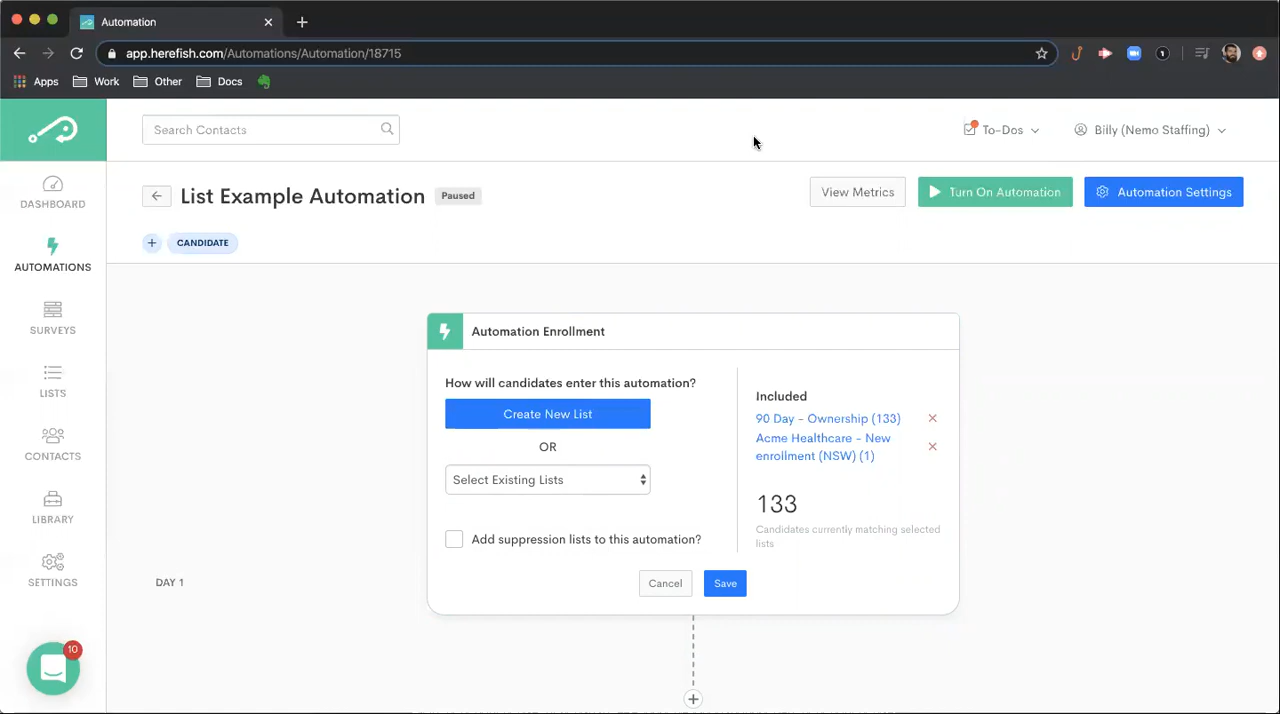 Automation
app.herefish.com/Automations/Automation/18715
Apps Work Other Docs
Search Contacts
To-Dos
Billy (Nemo Staffing)
List Example Automation Paused
View Metrics
Turn On Automation
Automation Settings
+ CANDIDATE
DASHBOARD
AUTOMATIONS
SURVEYS
LISTS
CONTACTS
LIBRARY
SETTINGS
10
Automation Enrollment
How will candidates enter this automation?
Create New List
OR
Select Existing Lists
Add suppression lists to this automation?
Included
90 Day - Ownership (133)
Acme Healthcare - New
enrollment (NSW) (1)
133
Candidates currently matching selected
lists
Cancel
Save
DAY 1